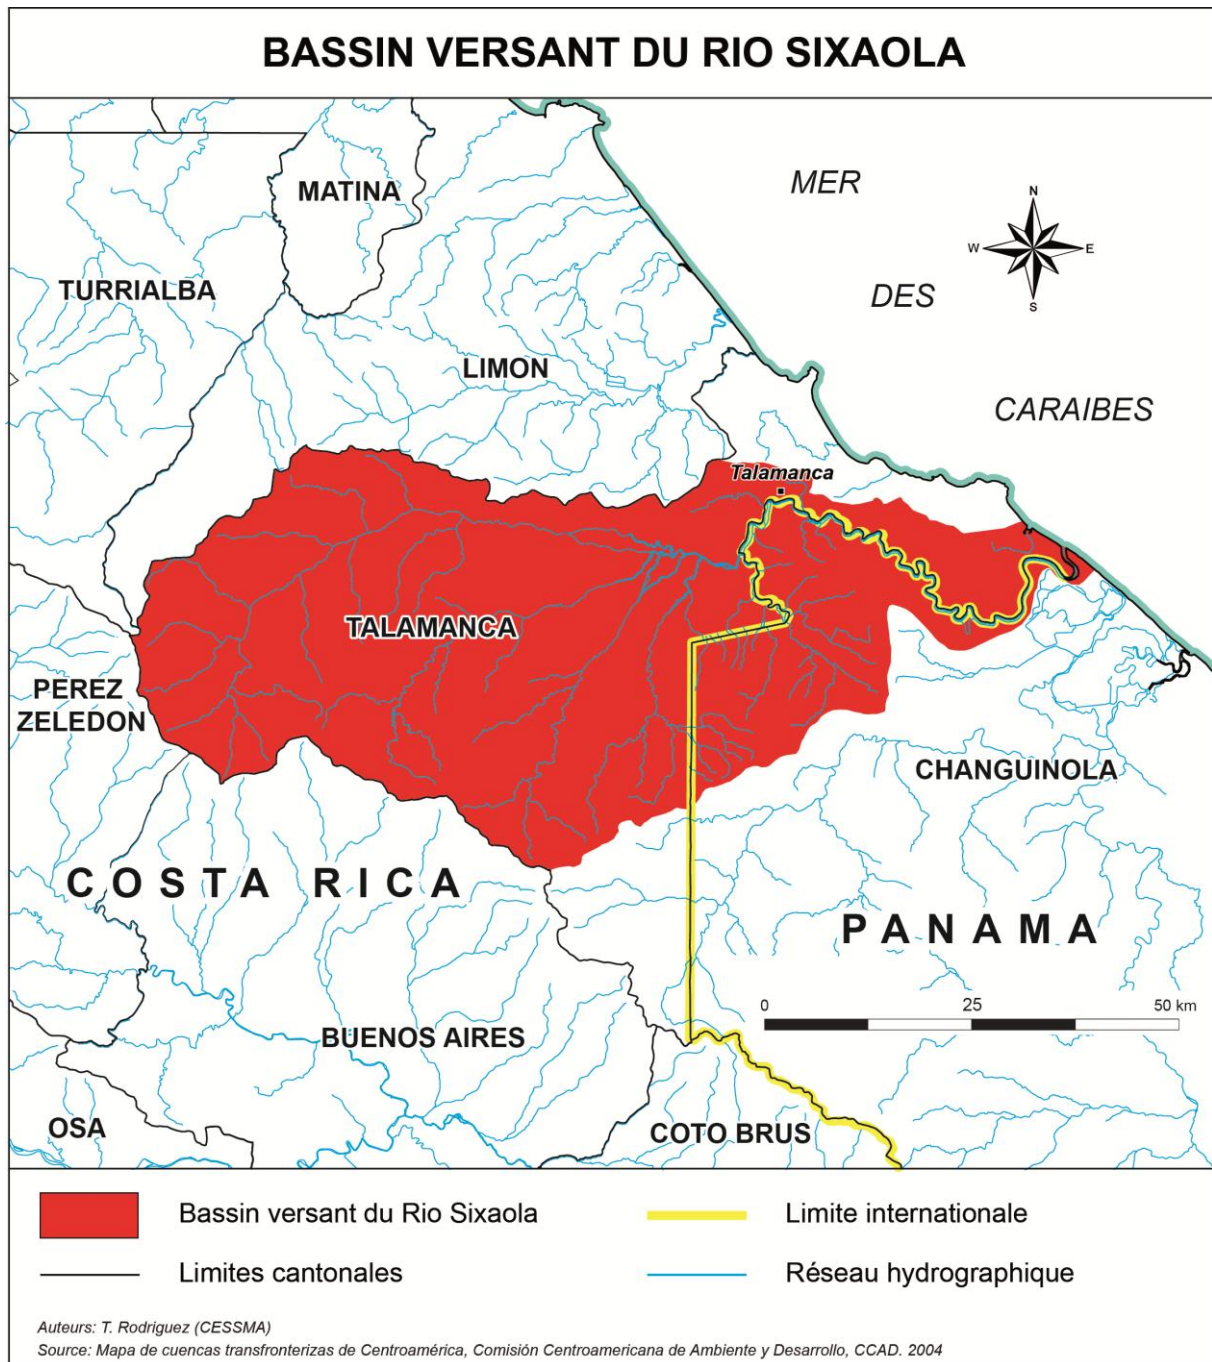 BASSIN VERSANT DU RIO SIXAOLA
MER
DES
CARAIBES
N
W
E
S
MATINA
TURRIALBA
LIMON
Talamanca
TALAMANCA
PEREZ
ZELEDON
CHANGUINOLA
COSTA RICA
PANAMA
0 25 50 km
BUENOS AIRES
OSA
COTO BRUS
Bassin versant du Rio Sixaola
Limite internationale
Limites cantonales
Réseau hydrographique
Auteurs: T. Rodriguez (CESSMA)
Source: Mapa de cuencas transfronterizas de Centroamérica, Comisión Centroamericana de Ambiente y Desarrollo, CCAD. 2004